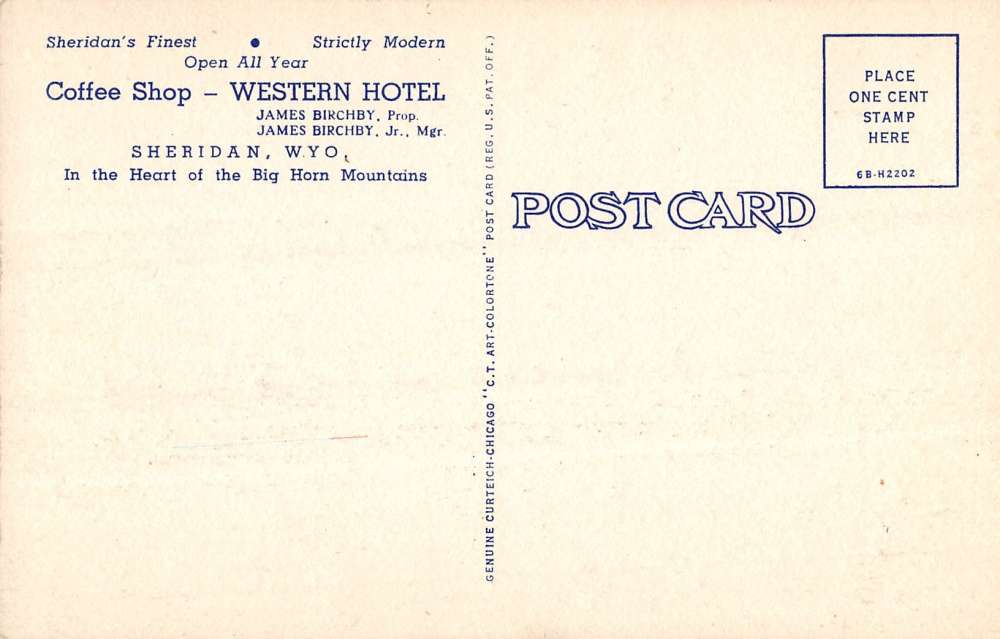 Sheridan's Finest ● Strictly Modern
Open All Year
Coffee Shop – WESTERN HOTEL
JAMES BIRCHBY, Prop.
JAMES BIRCHBY, Jr., Mgr.
SHERIDAN, WYO,
In the Heart of the Big Horn Mountains
GENUINE CURTEICH-CHICAGO "C.T. ART-COLORTONE" POST CARD (REG. U.S. PAT. OFF.)
POST CARD
PLACE
ONE CENT
STAMP
HERE
6B-H2202